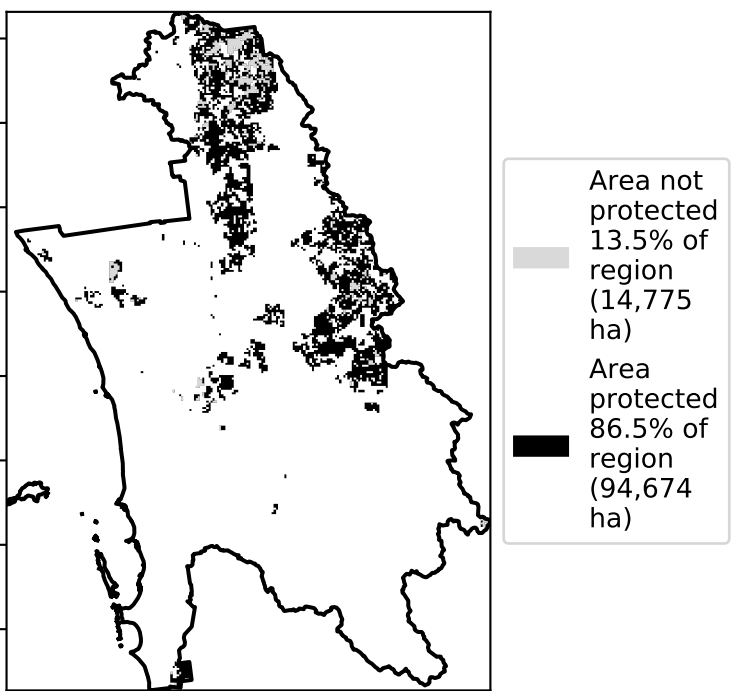 Area not
protected
13.5% of
region
(14,775
ha)
Area
protected
86.5% of
region
(94,674
ha)